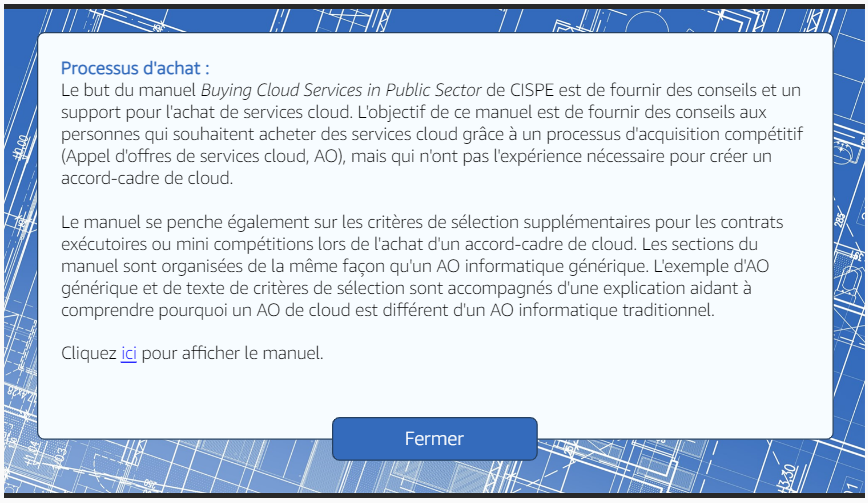 Processus d'achat :
Le but du manuel Buying Cloud Services in Public Sector de CISPE est de fournir des conseils et un
support pour l'achat de services cloud. L'objectif de ce manuel est de fournir des conseils aux
personnes qui souhaitent acheter des services cloud grâce à un processus d'acquisition compétitif
(Appel d'offres de services cloud, AO), mais qui n'ont pas l'expérience nécessaire pour créer un
accord-cadre de cloud.
Le manuel se penche également sur les critères de sélection supplémentaires pour les contrats
exécutoires ou mini compétitions lors de l'achat d'un accord-cadre de cloud. Les sections du
manuel sont organisées de la même façon qu'un AO informatique générique. L'exemple d'AO
générique et de texte de critères de sélection sont accompagnés d'une explication aidant à
comprendre pourquoi un AO de cloud est différent d'un AO informatique traditionnel.
Cliquez ici pour afficher le manuel.
Fermer